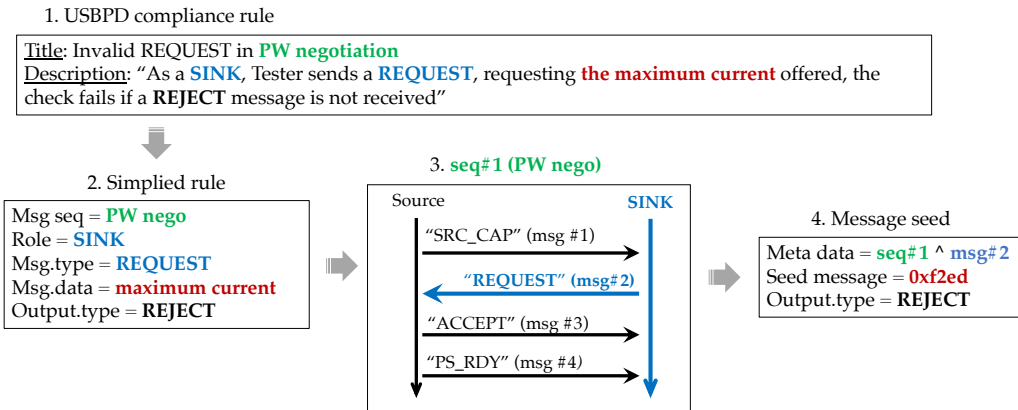 1. USBPD compliance rule
Title: Invalid REQUEST in PW negotiation
Description: “As a SINK, Tester sends a REQUEST, requesting the maximum current offered, the
check fails if a REJECT message is not received”
2. Simplied rule
Msg seq = PW nego
Role = SINK
Msg.type = REQUEST
Msg.data = maximum current
Output.type = REJECT
3. seq#1 (PW nego)
Source
SINK
“SRC_CAP” (msg #1)
“REQUEST” (msg#2)
“ACCEPT” (msg #3)
“PS_RDY” (msg #4)
4. Message seed
Meta data = seq#1 ^ msg#2
Seed message = 0xf2ed
Output.type = REJECT